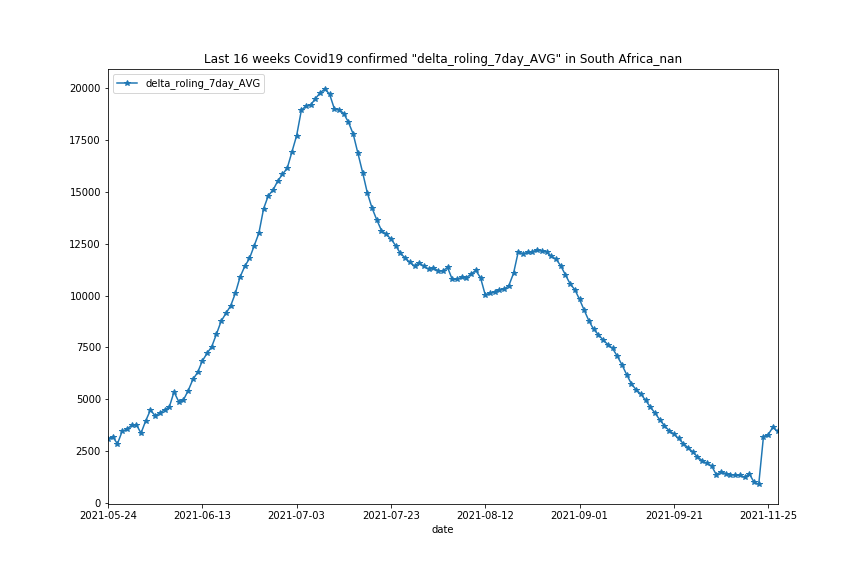 Last 16 weeks Covid19 confirmed "delta_roling_7day_AVG" in South Africa_nan
delta_roling_7day_AVG
20000
17500
15000
12500
10000
7500
5000
2500
0
2021-05-24 2021-06-13 2021-07-03 2021-07-23 2021-08-12 2021-09-01 2021-09-21 2021-11-25
date